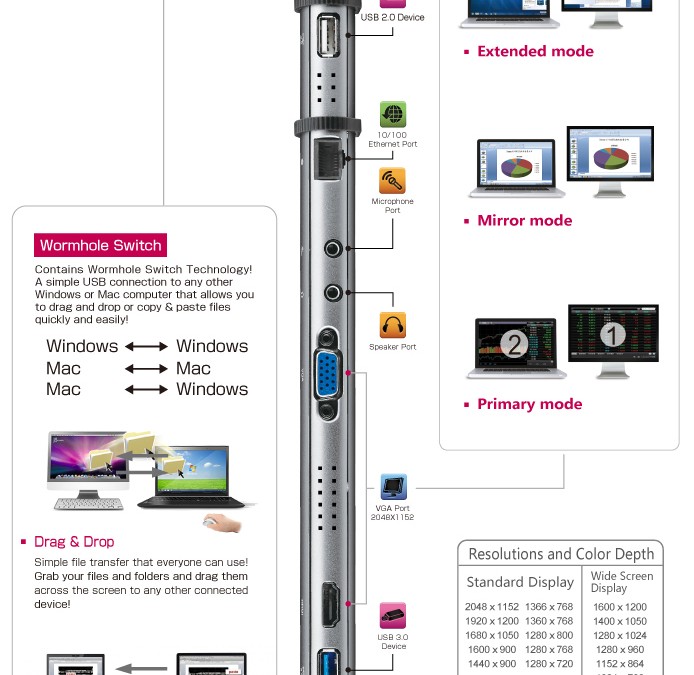 USB 2.0 Device
Extended mode
10/100
Ethernet Port
Microphone
Port
Mirror mode
Wormhole Switch
Contains Wormhole Switch Technology!
A simple USB connection to any other
Windows or Mac computer that allows you
to drag and drop or copy & paste files
quickly and easily!
Windows Windows
Mac Mac
Mac Windows
Speaker Port
2
1
Primary mode
VGA Port
2048X1152
Drag & Drop
Simple file transfer that everyone can use!
Grab your files and folders and drag them
across the screen to any other connected
device!
USB 3.0
Device
Resolutions and Color Depth
Standard Display
Wide Screen
Display
2048 x 1152 1366 x 768 1600 x 1200
1920 x 1200 1360 x 768 1400 x 1050
1680 x 1050 1280 x 800 1280 x 1024
1600 x 900 1280 x 768 1280 x 960
1440 x 900 1280 x 720 1152 x 864